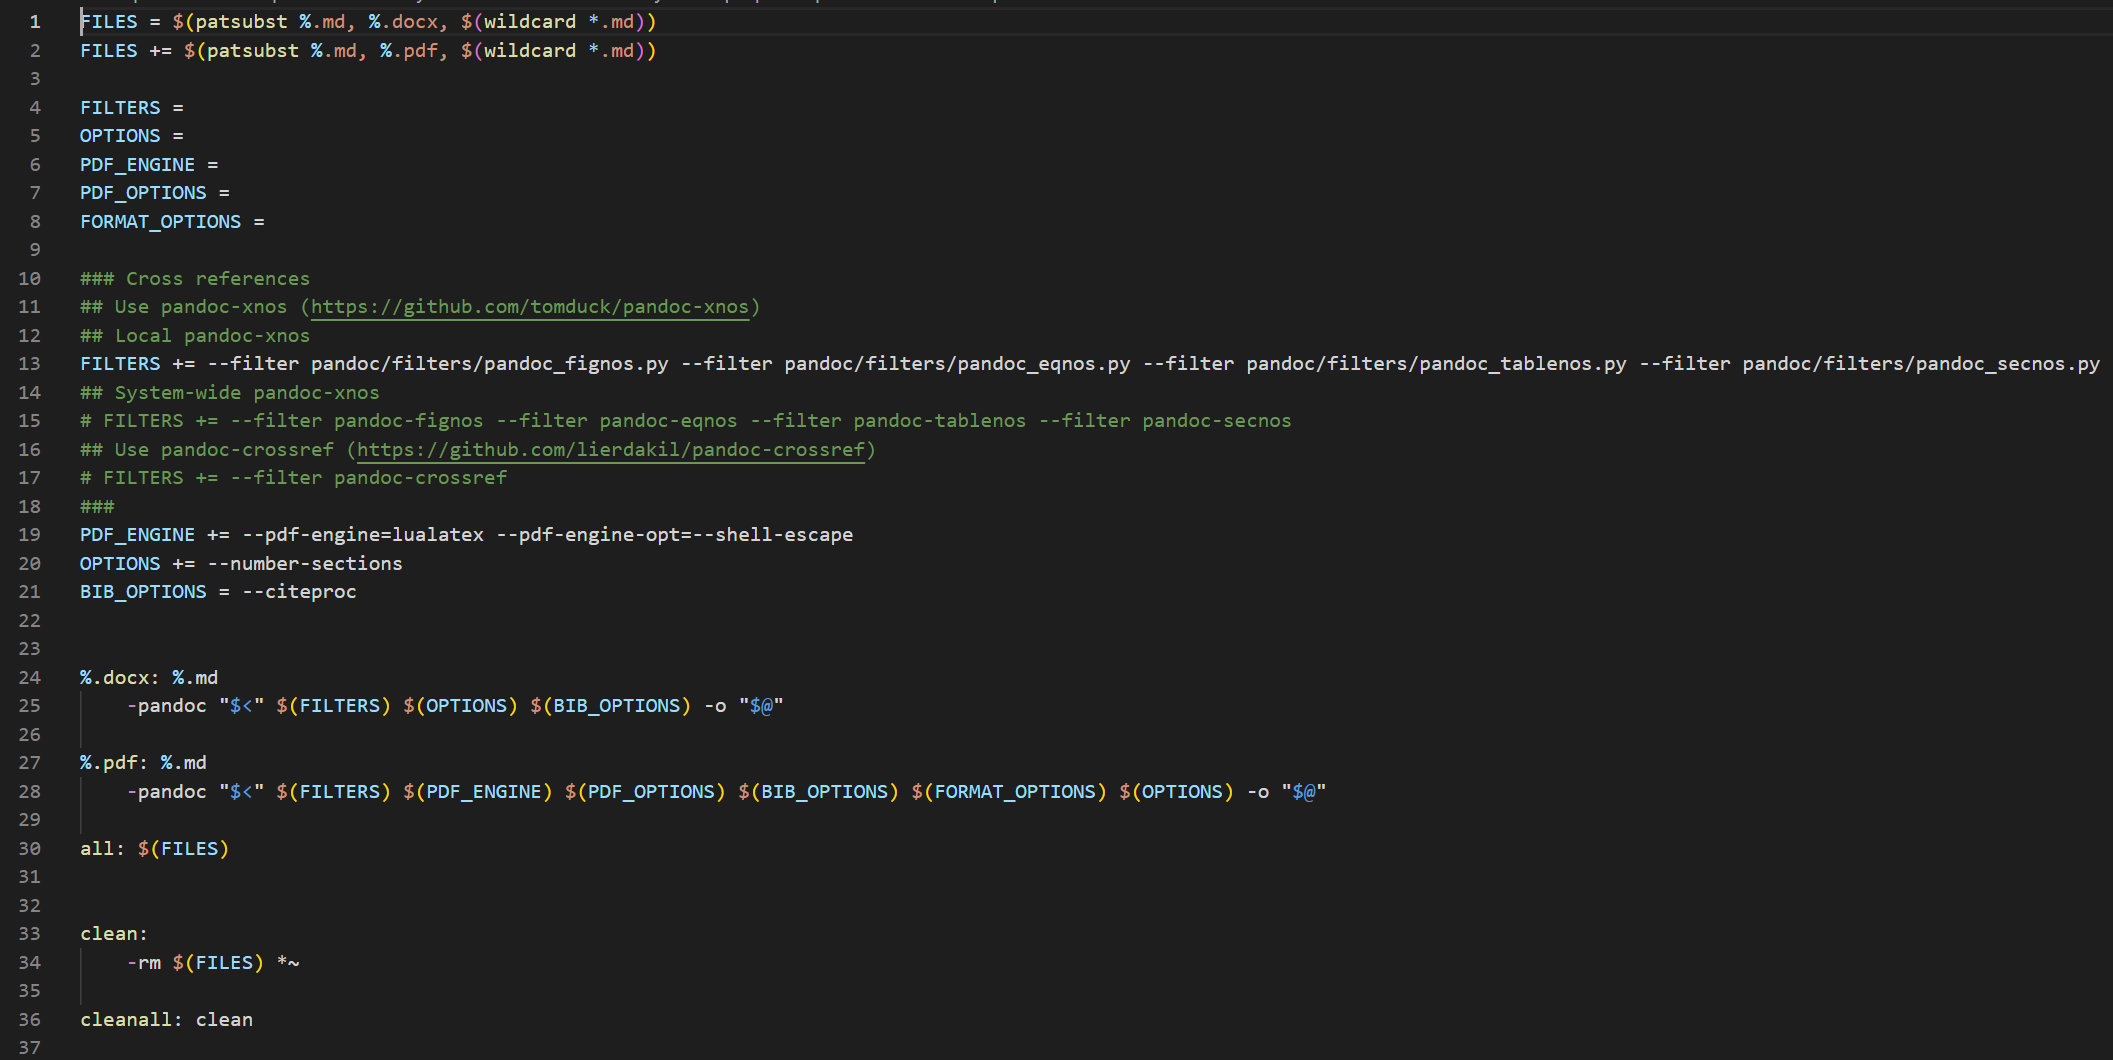 1 FILES = $(patsubst %.md, %.docx, $(wildcard *.md))
2 FILES += $(patsubst %.md, %.pdf, $(wildcard *.md))
3
4 FILTERS =
5 OPTIONS =
6 PDF_ENGINE =
7 PDF_OPTIONS =
8 FORMAT_OPTIONS =
9
10 ### Cross references
11 ## Use pandoc-xnos (https://github.com/tomduck/pandoc-xnos)
12 ## Local pandoc-xnos
13 FILTERS += --filter pandoc/filters/pandoc_fignos.py --filter pandoc/filters/pandoc_eqnos.py --filter pandoc/filters/pandoc_tablenos.py --filter pandoc/filters/pandoc_secnos.py
14 ## System-wide pandoc-xnos
15 # FILTERS += --filter pandoc-fignos --filter pandoc-eqnos --filter pandoc-tablenos --filter pandoc-secnos
16 ## Use pandoc-crossref (https://github.com/lierdakil/pandoc-crossref)
17 # FILTERS += --filter pandoc-crossref
18 ###
19 PDF_ENGINE += --pdf-engine=lualatex --pdf-engine-opt=--shell-escape
20 OPTIONS += --number-sections
21 BIB_OPTIONS = --citeproc
22
23
24 %.docx: %.md
25 -pandoc "$<" $(FILTERS) $(OPTIONS) $(BIB_OPTIONS) -o "$@"
26
27 %.pdf: %.md
28 -pandoc "$<" $(FILTERS) $(PDF_ENGINE) $(PDF_OPTIONS) $(BIB_OPTIONS) $(FORMAT_OPTIONS) $(OPTIONS) -o "$@"
29
30 all: $(FILES)
31
32
33 clean:
34 -rm $(FILES) *~
35
36 cleanall: clean
37